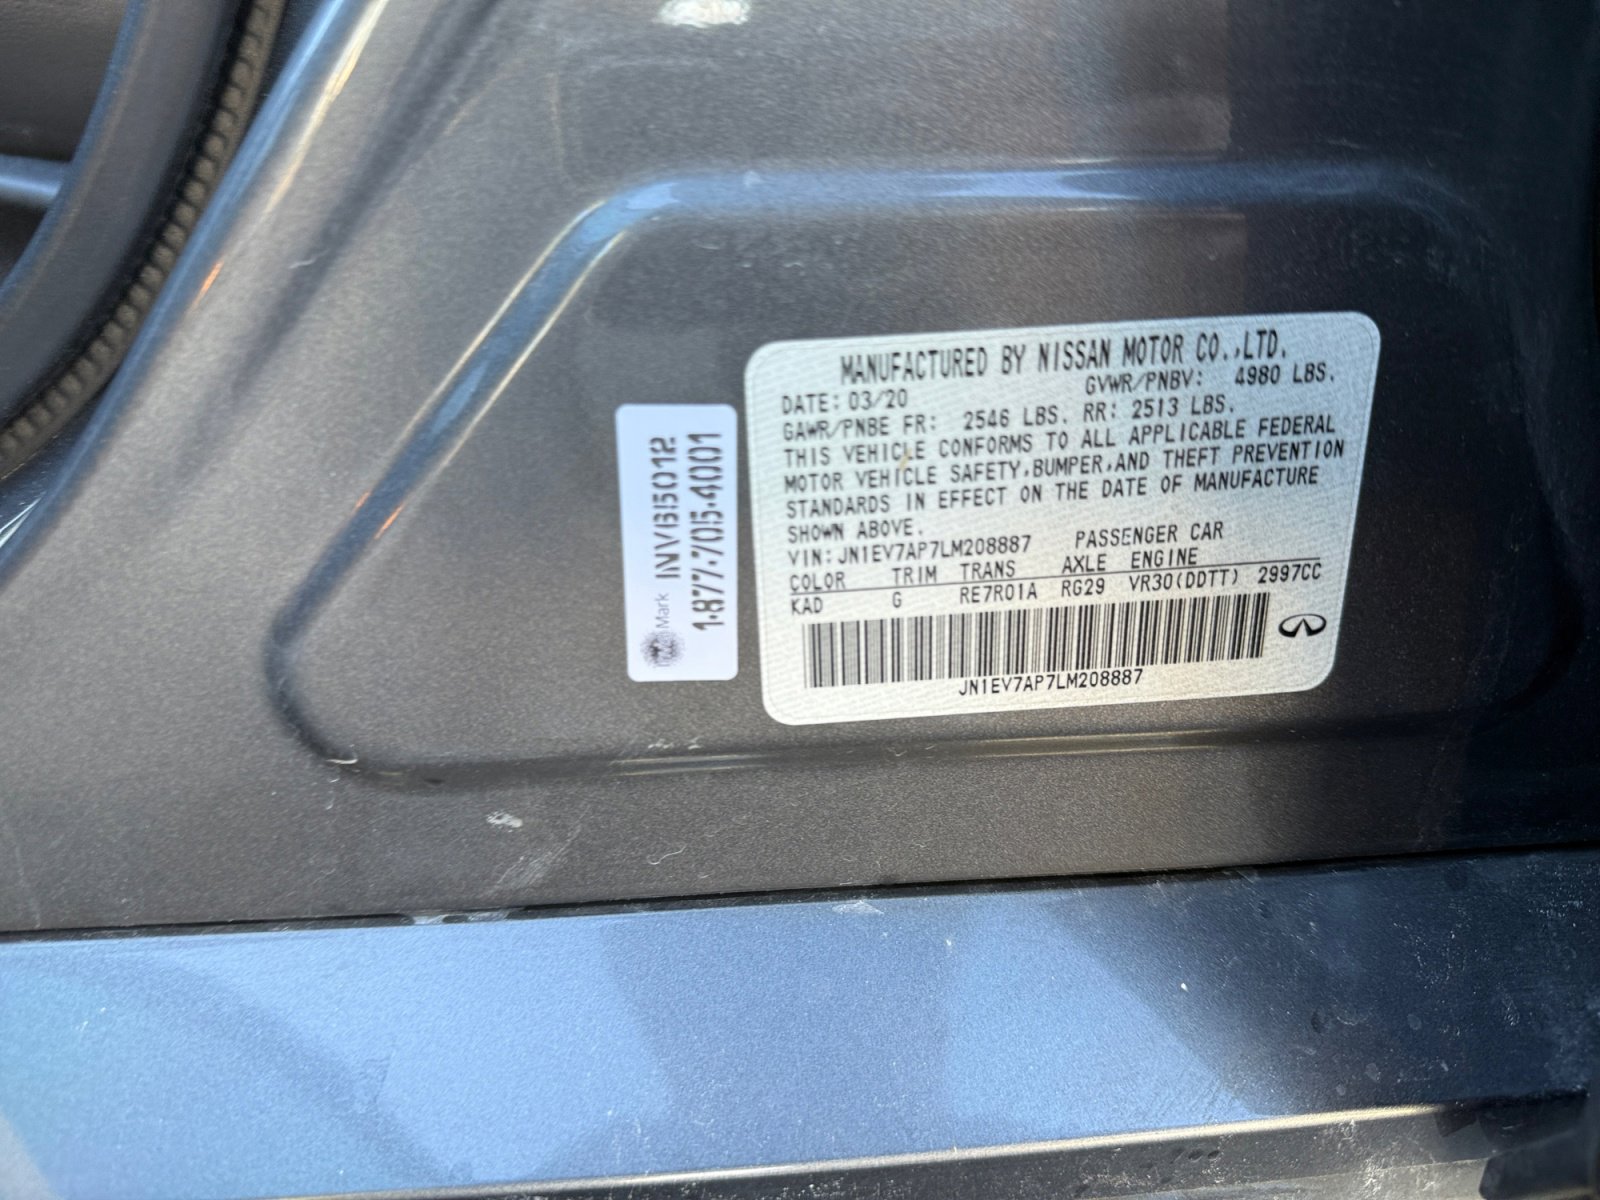 MANUFACTURED BY NISSAN MOTOR CO.,LTD.
DATE: 03/20 GVWR/PNBV: 4980 LBS.
GAWR/PNBE FR: 2546 LBS. RR: 2513 LBS.
THIS VEHICLE CONFORMS TO ALL APPLICABLE FEDERAL
MOTOR VEHICLE SAFETY,BUMPER,AND THEFT PREVENTION
STANDARDS IN EFFECT ON THE DATE OF MANUFACTURE
SHOWN ABOVE.
VIN: JN1EV7AP7LM208887 PASSENGER CAR
COLOR TRIM TRANS AXLE ENGINE
KAD G RE7R01A RG29 VR30(DDTT) 2997CC
JN1EV7AP7LM208887
Mark INVB5012
1-877-705-4001